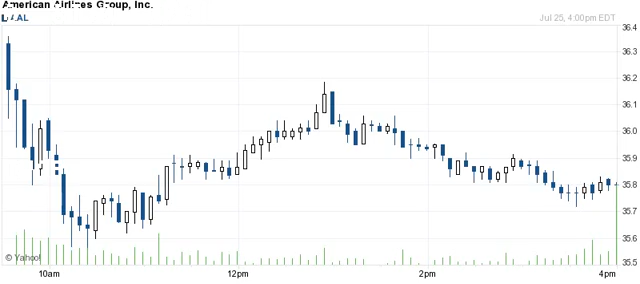 American Airlines Group, Inc.
AAL
Jul 25, 4:00pm EDT
36.4
36.3
36.2
36.1
36.0
35.9
35.8
35.7
35.6
35.5
© Yahoo!
10am
12pm
2pm
4pm